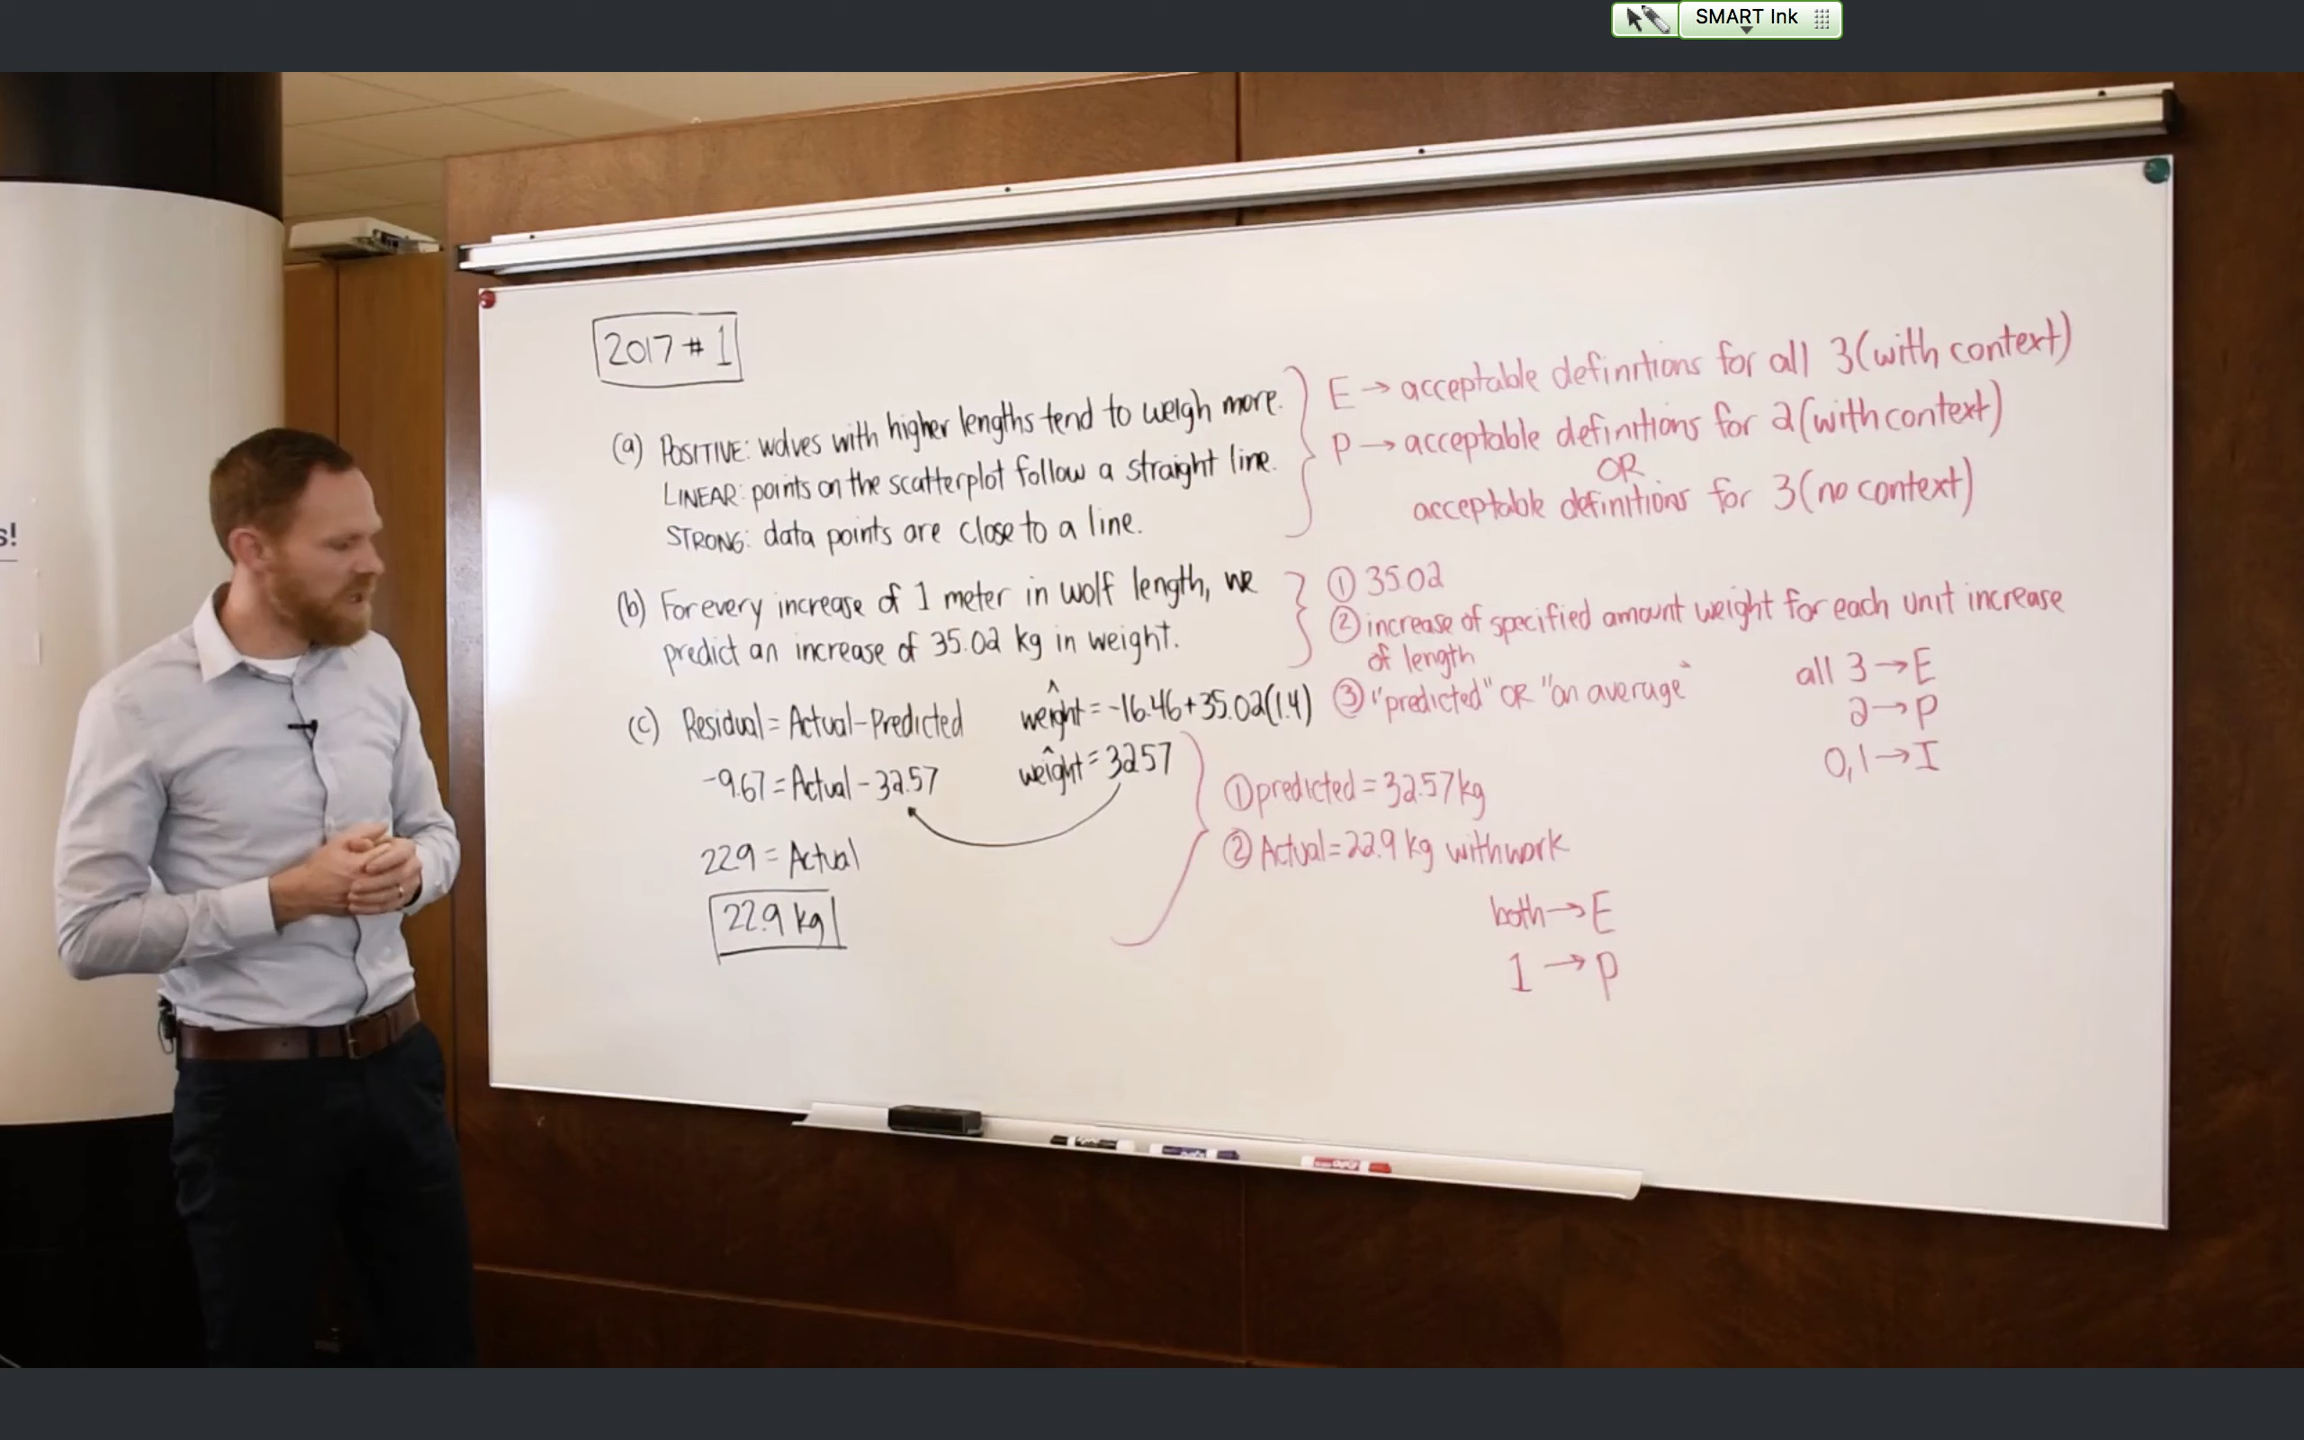 SMART Ink
s!
2017 # 1
(a) POSITIVE: wolves with higher lengths tend to weigh more.
LINEAR: points on the scatterplot follow a straight line.
STRONG: data points are close to a line.
E → acceptable definitions for all 3 (with context)
P → acceptable definitions for 2 (with context)
OR
acceptable definitions for 3 (no context)
(b) For every increase of 1 meter in wolf length, we
predict an increase of 35.02 kg in weight.
① 35.02
② increase of specified amount weight for each unit increase
of length
③ "predicted" OR "on average"
all 3 → E
2 → P
0,1 → I
(c) Residual = Actual - Predicted
-9.67 = Actual - 32.57
22.9 = Actual
22.9 kg
weight^ = -16.46 + 35.02(1.4)
weight^ = 32.57
① predicted = 32.57 kg
② Actual = 22.9 kg with work
both → E
1 → P